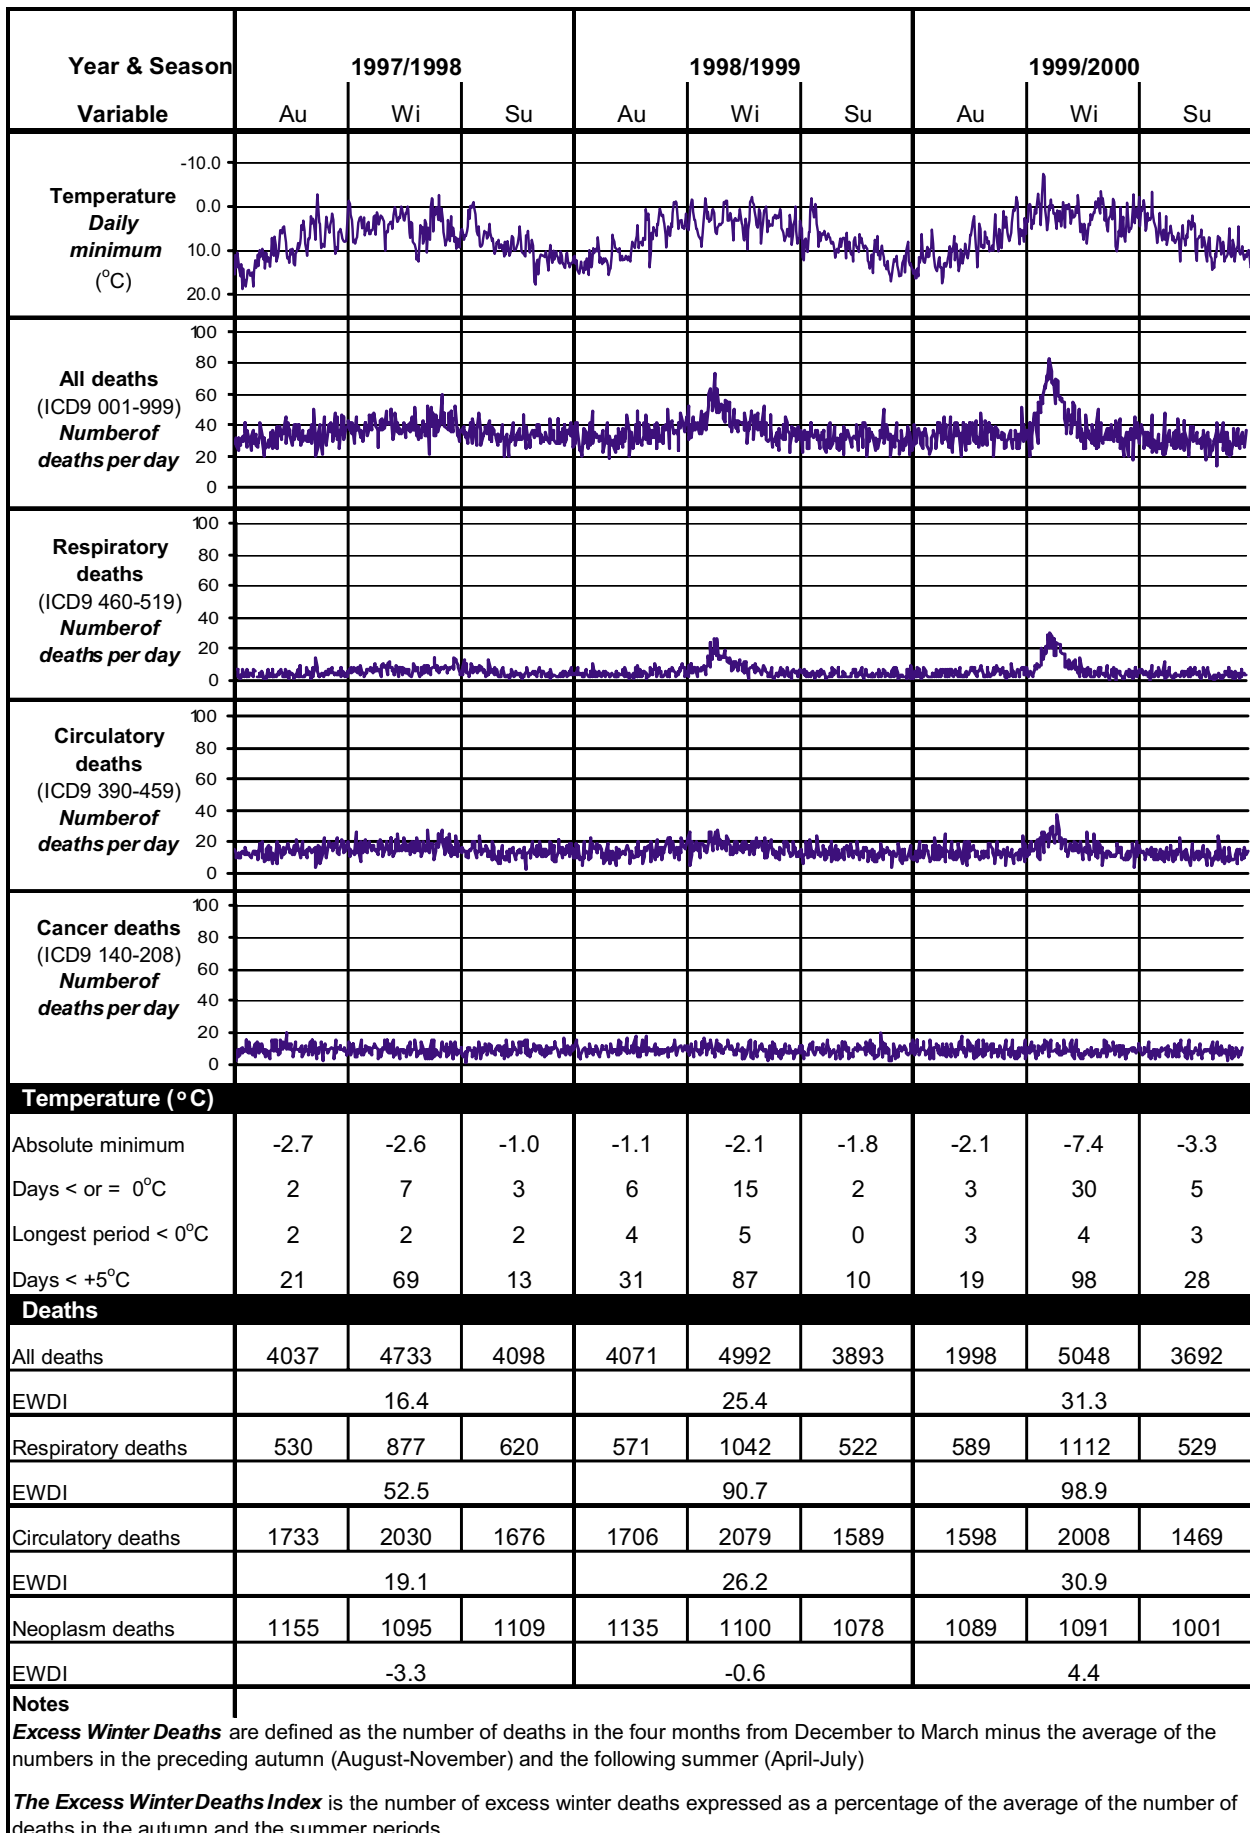 Year & Season 1997/1998 1998/1999 1999/2000
Variable Au Wi Su Au Wi Su Au Wi Su
Temperature
Daily
minimum
(°C)
-10.0
0.0
10.0
20.0
All deaths
(ICD9 001-999)
Number of
deaths per day
100
80
60
40
20
0
Respiratory
deaths
(ICD9 460-519)
Number of
deaths per day
100
80
60
40
20
0
Circulatory
deaths
(ICD9 390-459)
Number of
deaths per day
100
80
60
40
20
0
Cancer deaths
(ICD9 140-208)
Number of
deaths per day
100
80
60
40
20
0
Temperature (°C)
Absolute minimum -2.7 -2.6 -1.0 -1.1 -2.1 -1.8 -2.1 -7.4 -3.3
Days < or = 0°C 2 7 3 6 15 2 3 30 5
Longest period < 0°C 2 2 2 4 5 0 3 4 3
Days < +5°C 21 69 13 31 87 10 19 98 28
Deaths
All deaths 4037 4733 4098 4071 4992 3893 1998 5048 3692
EWDI 16.4 25.4 31.3
Respiratory deaths 530 877 620 571 1042 522 589 1112 529
EWDI 52.5 90.7 98.9
Circulatory deaths 1733 2030 1676 1706 2079 1589 1598 2008 1469
EWDI 19.1 26.2 30.9
Neoplasm deaths 1155 1095 1109 1135 1100 1078 1089 1091 1001
EWDI -3.3 -0.6 4.4
Notes
Excess Winter Deaths are defined as the number of deaths in the four months from December to March minus the average of the
numbers in the preceding autumn (August-November) and the following summer (April-July)
The Excess Winter Deaths Index is the number of excess winter deaths expressed as a percentage of the average of the number of
deaths in the autumn and the summer periods